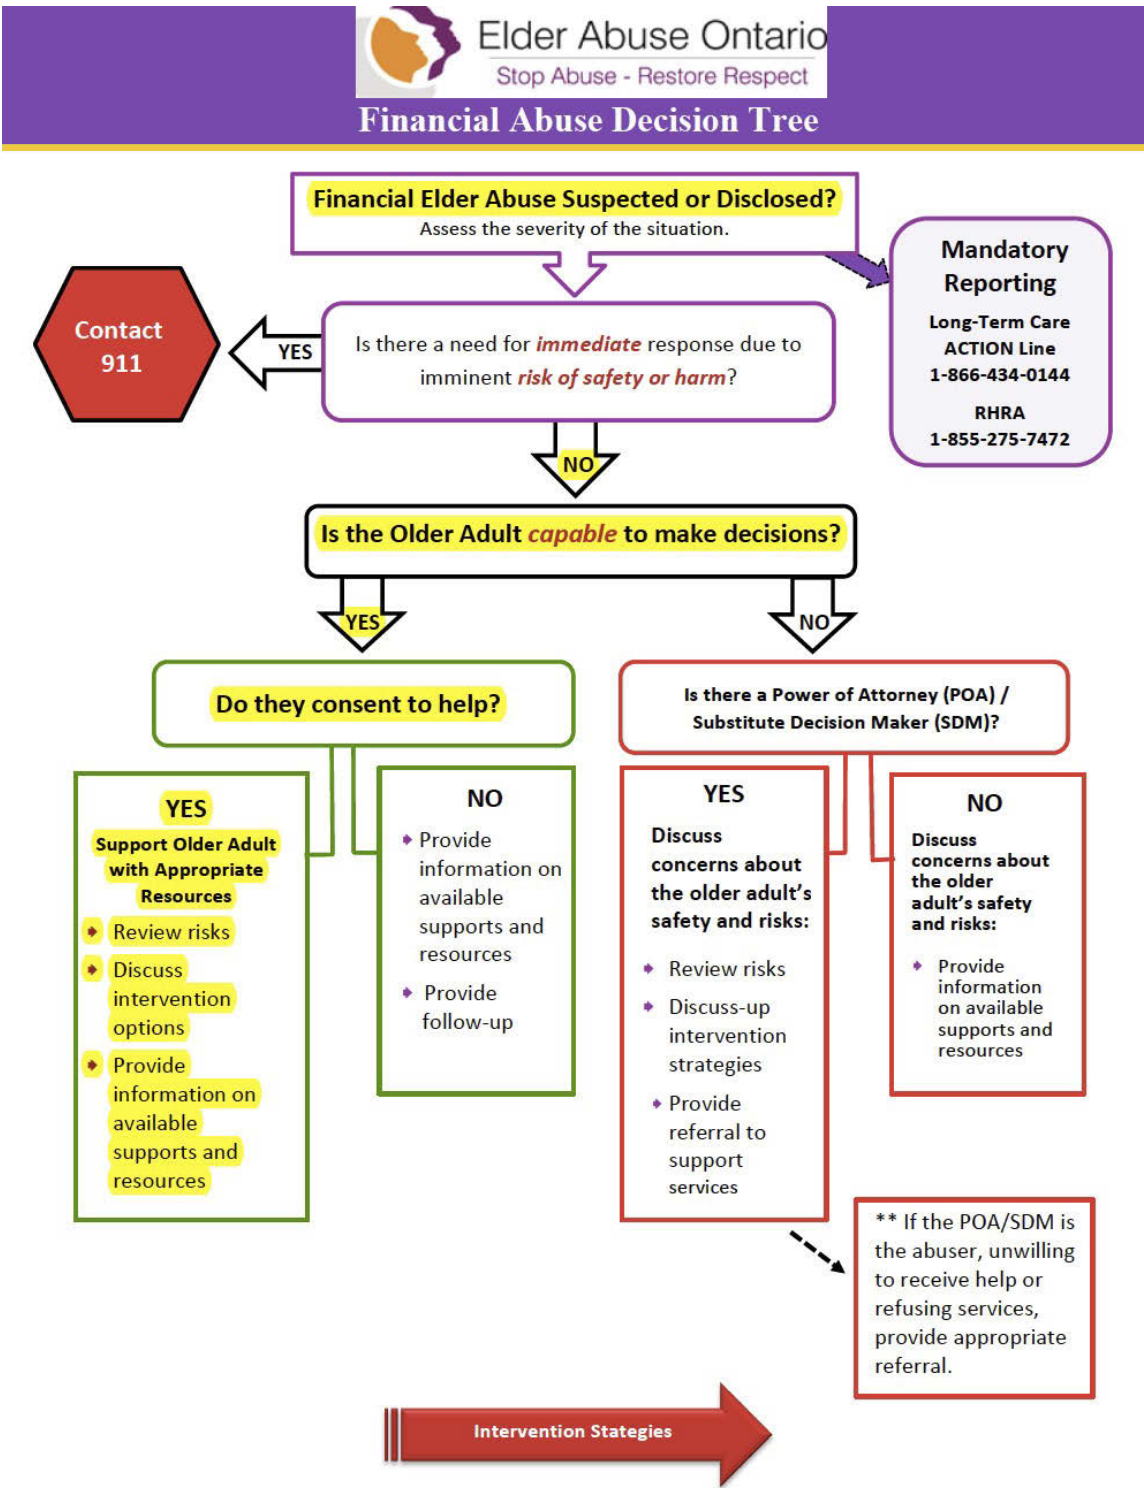 Elder Abuse Ontario
Stop Abuse - Restore Respect
Financial Abuse Decision Tree
Financial Elder Abuse Suspected or Disclosed?
Assess the severity of the situation.
Mandatory
Reporting
Long-Term Care
ACTION Line
1-866-434-0144
RHRA
1-855-275-7472
Contact
911
YES
Is there a need for immediate response due to
imminent risk of safety or harm?
NO
Is the Older Adult capable to make decisions?
YES
NO
Do they consent to help?
Is there a Power of Attorney (POA) /
Substitute Decision Maker (SDM)?
YES
Support Older Adult
with Appropriate
Resources
Review risks
Discuss
intervention
options
Provide
information on
available
supports and
resources
NO
Provide
information on
available
supports and
resources
Provide
follow-up
YES
Discuss
concerns about
the older adult's
safety and risks:
Review risks
Discuss-up
intervention
strategies
Provide
referral to
support
services
NO
Discuss
concerns about
the older
adult's safety
and risks:
Provide
information
on available
supports and
resources
** If the POA/SDM is
the abuser, unwilling
to receive help or
refusing services,
provide appropriate
referral.
Intervention Stategies